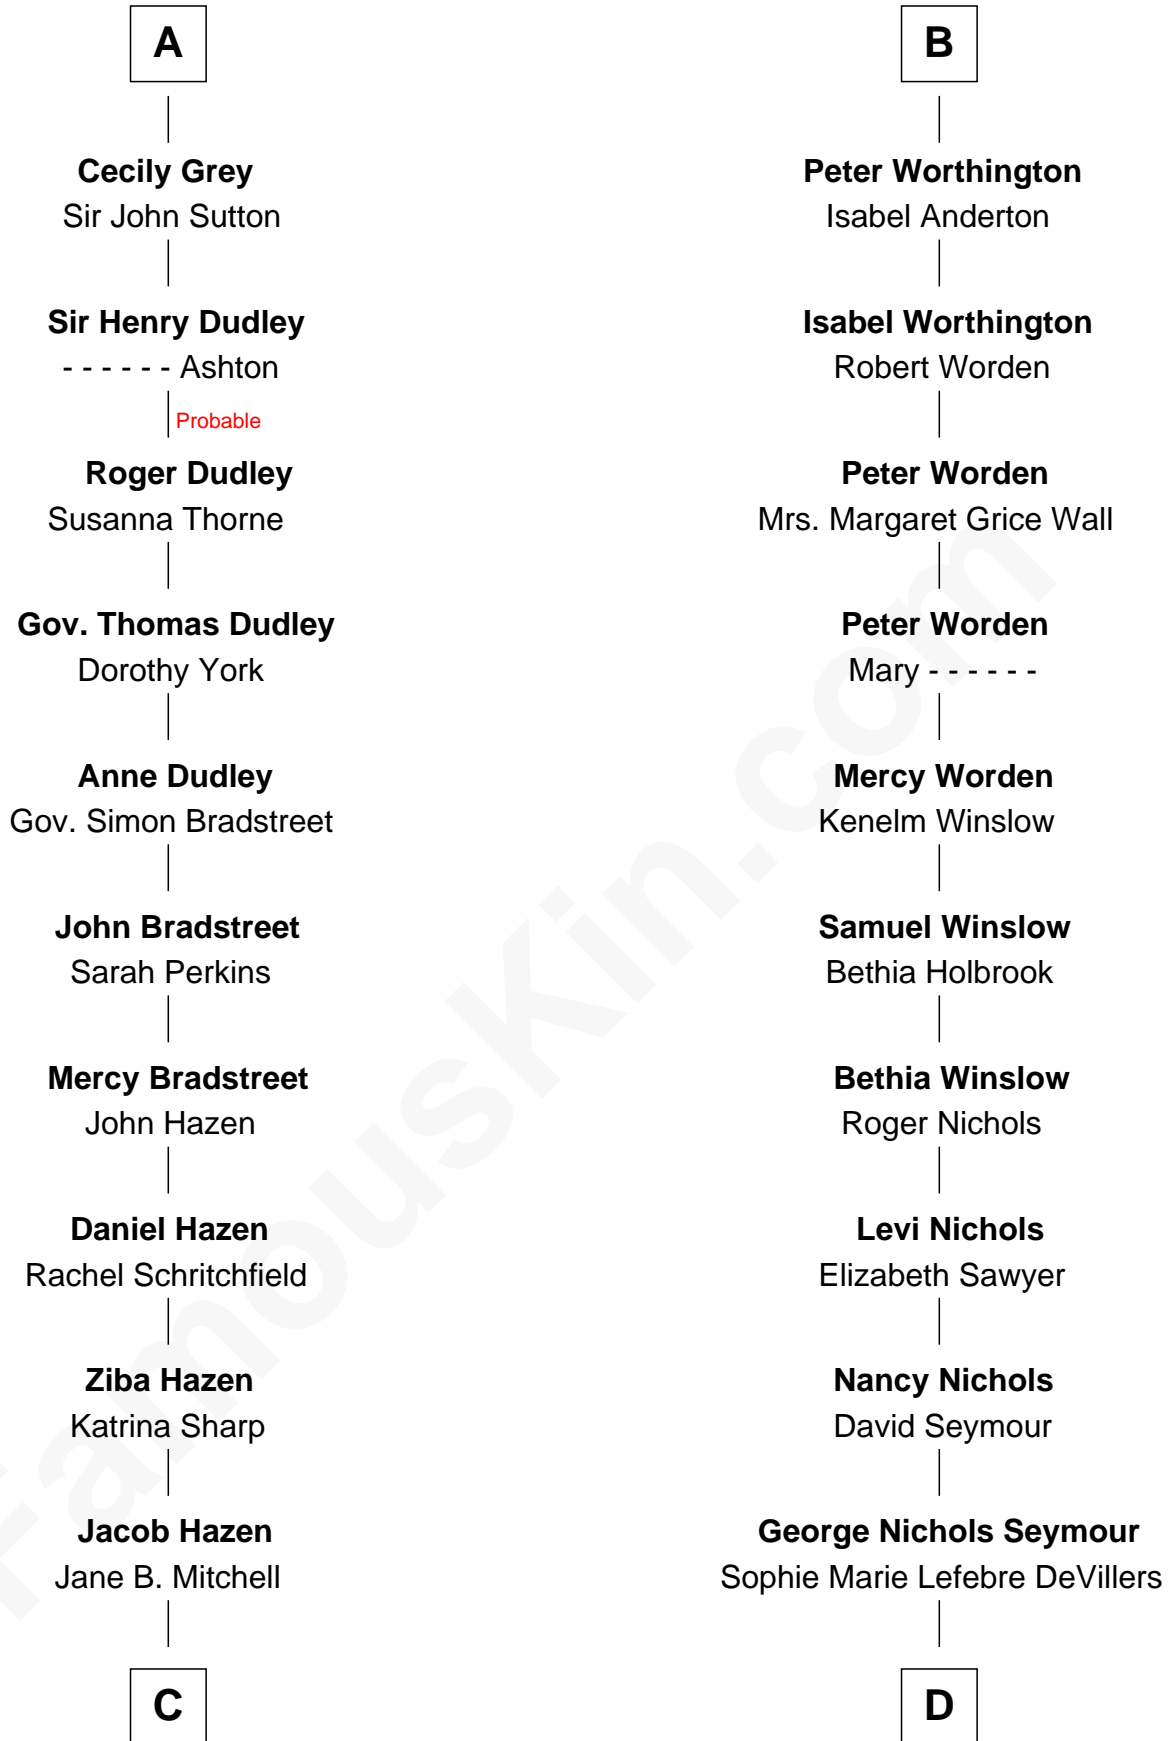 A
Cecily Grey
Sir John Sutton
Sir Henry Dudley
- - - - - - Ashton
Probable
Roger Dudley
Susanna Thorne
Gov. Thomas Dudley
Dorothy York
Anne Dudley
Gov. Simon Bradstreet
John Bradstreet
Sarah Perkins
Mercy Bradstreet
John Hazen
Daniel Hazen
Rachel Schritchfield
Ziba Hazen
Katrina Sharp
Jacob Hazen
Jane B. Mitchell
C
B
Peter Worthington
Isabel Anderton
Isabel Worthington
Robert Worden
Peter Worden
Mrs. Margaret Grice Wall
Peter Worden
Mary - - - - - -
Mercy Worden
Kenelm Winslow
Samuel Winslow
Bethia Holbrook
Bethia Winslow
Roger Nichols
Levi Nichols
Elizabeth Sawyer
Nancy Nichols
David Seymour
George Nichols Seymour
Sophie Marie Lefebre DeVillers
D
FamousKin.com